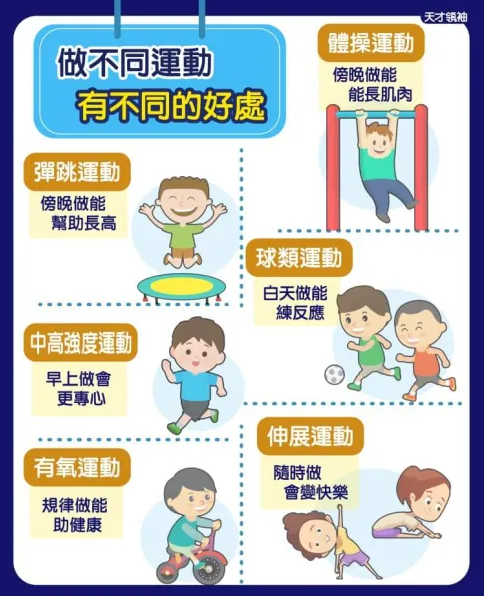 天才領袖
做不同運動
有不同的好處
體操運動
傍晚做能
能長肌肉
彈跳運動
傍晚做能
幫助長高
球類運動
白天做能
練反應
中高強度運動
早上做會
更專心
伸展運動
隨時做
會變快樂
有氧運動
規律做能
助健康